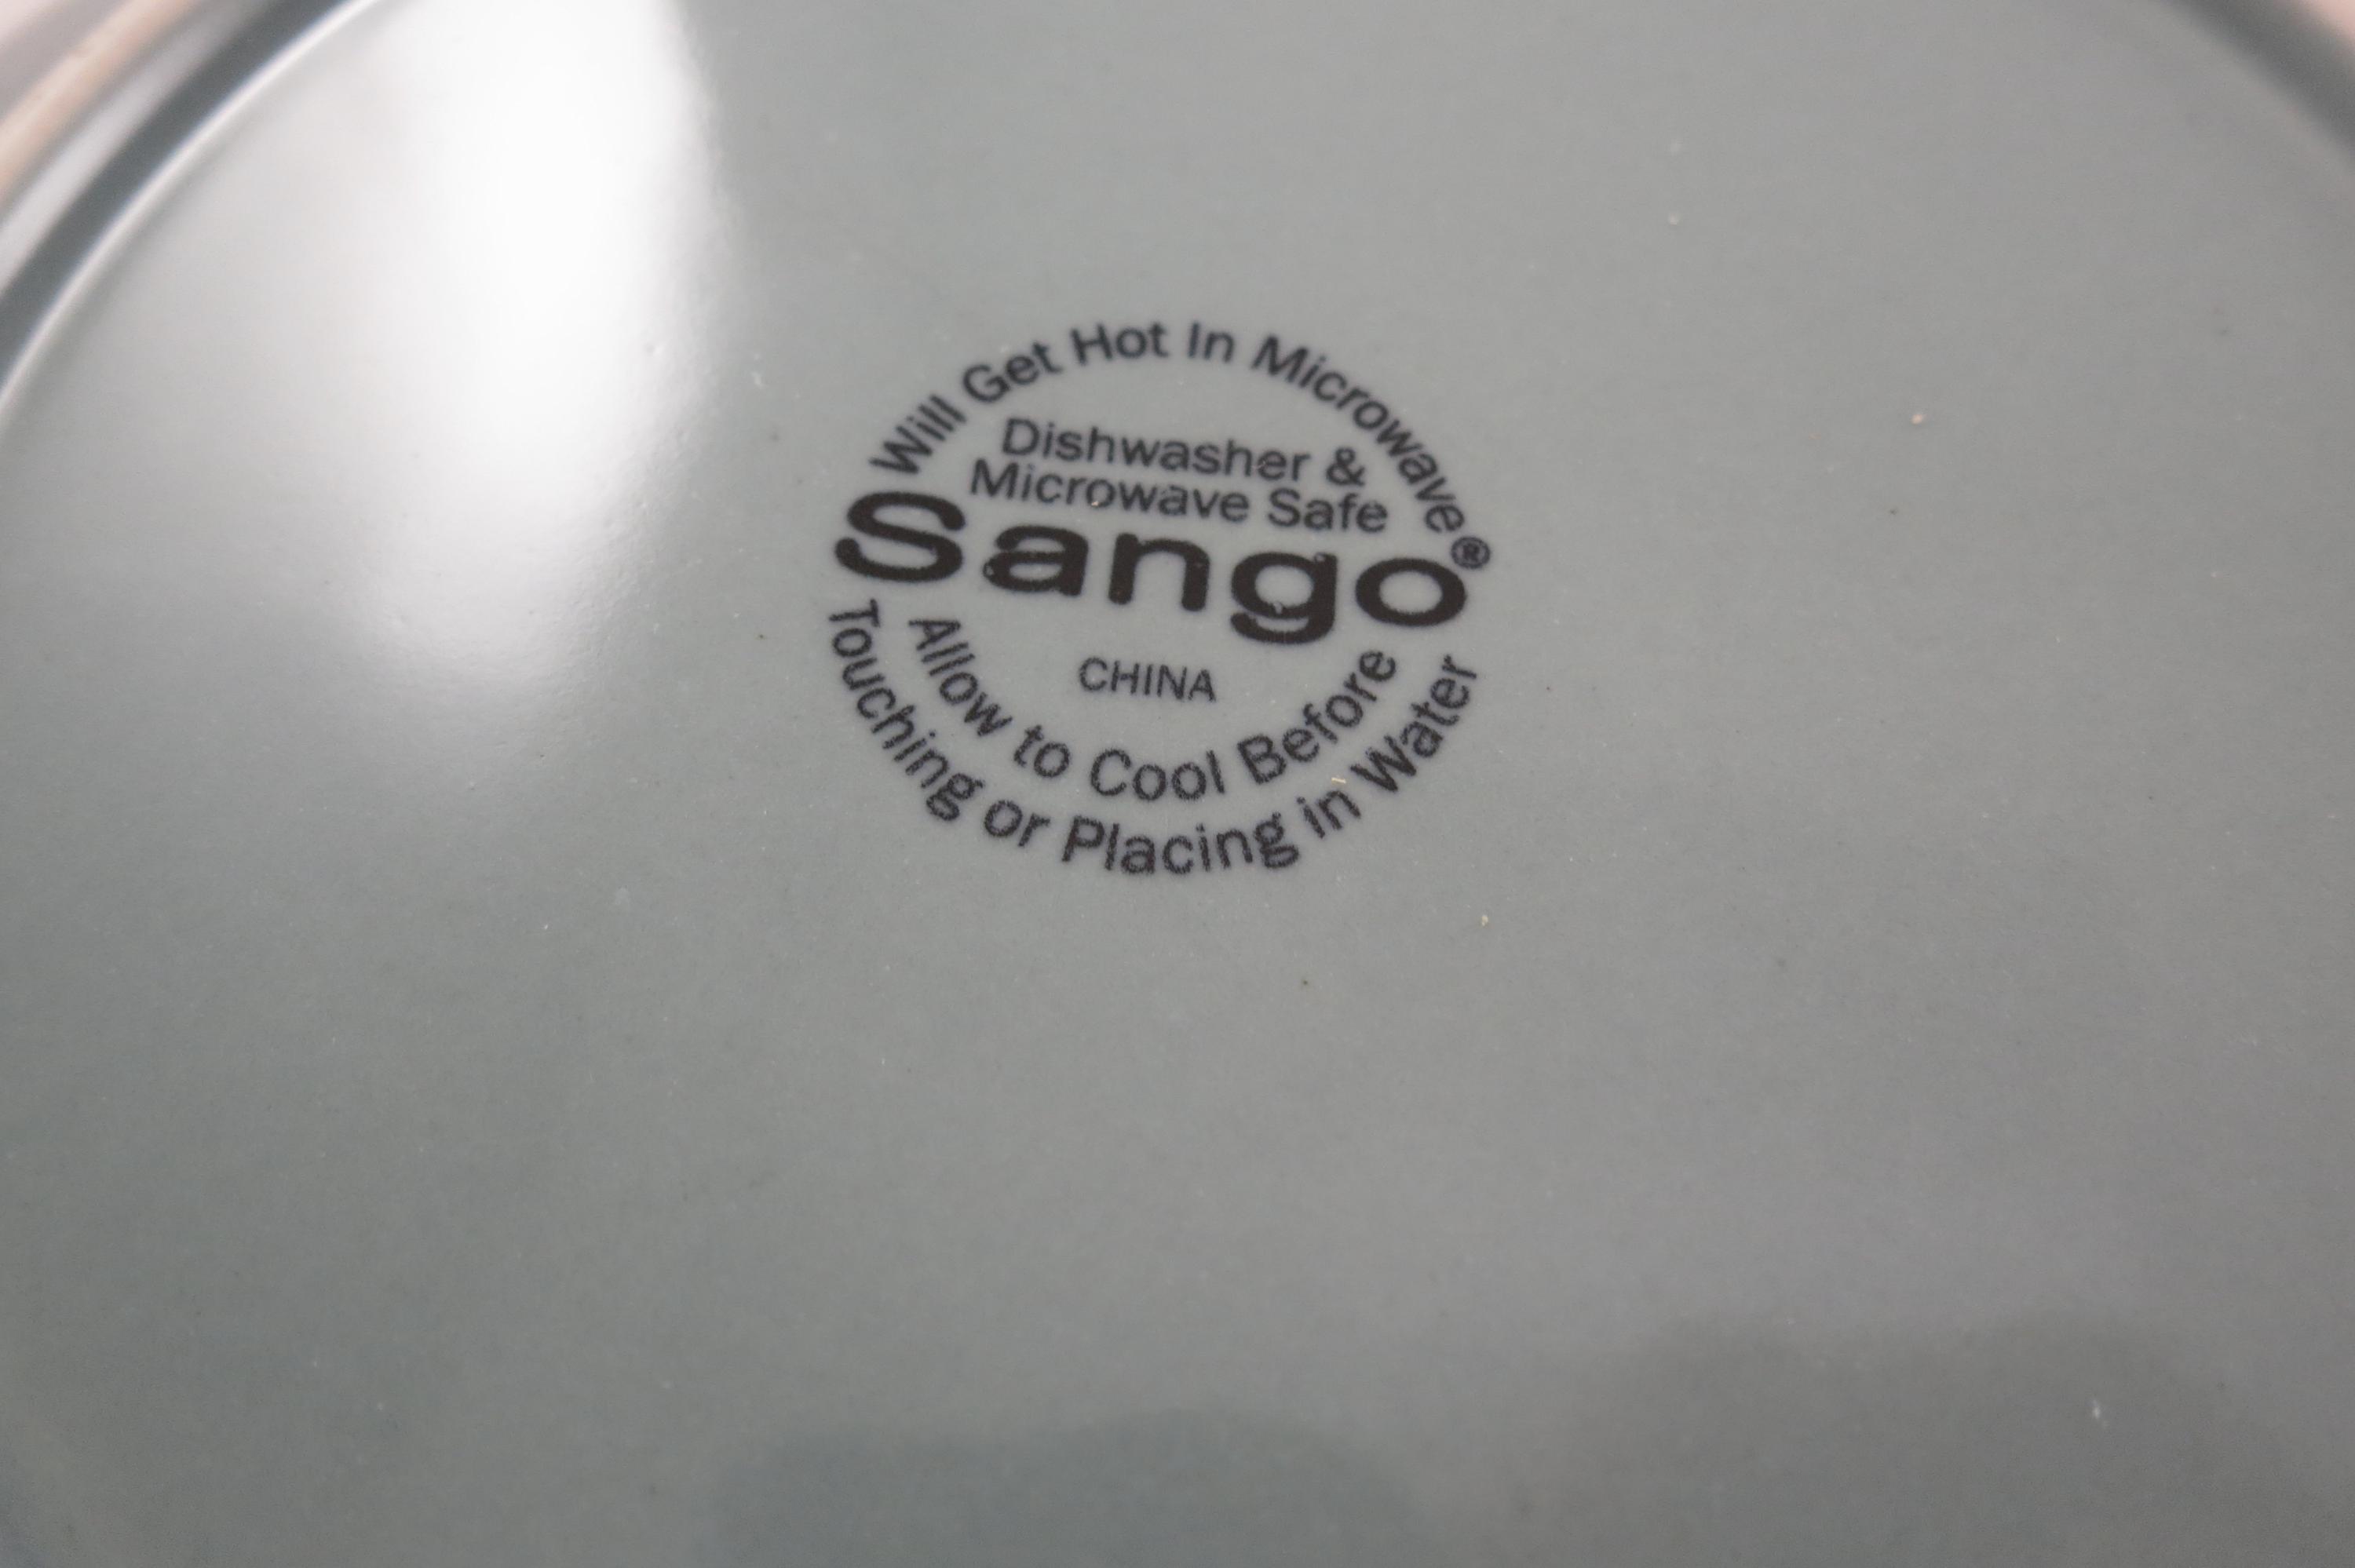 Will Get Hot In Microwave
Dishwasher &
Microwave Safe
Sango®
CHINA
Allow to Cool Before
Touching or Placing in Water